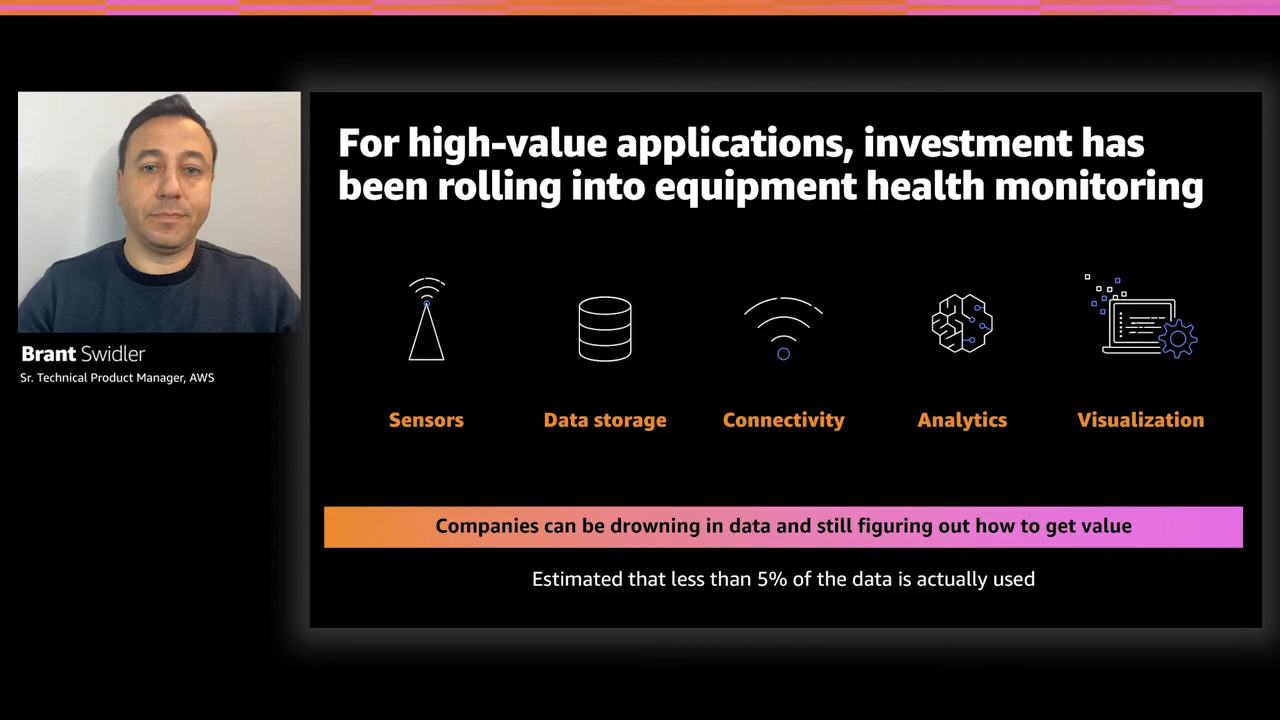 For high-value applications, investment has
been rolling into equipment health monitoring
Brant Swidler
Sr. Technical Product Manager, AWS
Sensors
Data storage
Connectivity
Analytics
Visualization
Companies can be drowning in data and still figuring out how to get value
Estimated that less than 5% of the data is actually used